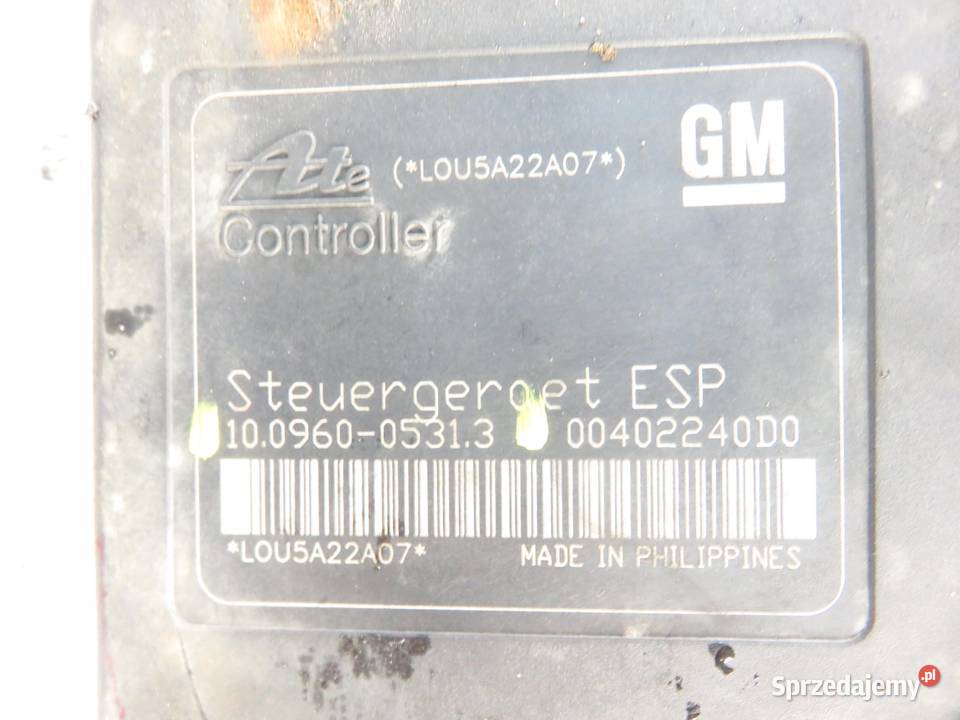 Ate (*LOU5A22A07*) GM
Controller
Steuergeraet ESP
10.0960-0531.3 00402240D0
*LOU5A22A07* MADE IN PHILIPPINES
Sprzedajemy.pl